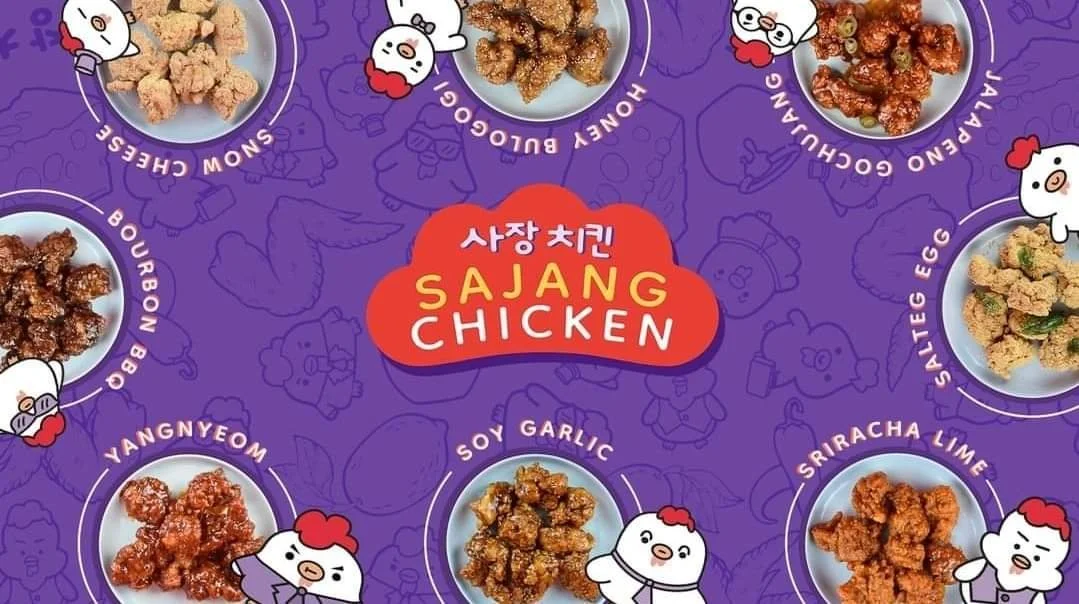 SNOW CHEESE
HONEY BULOGOGI
JALAPENO GOCHUJANG
BOURBON BBQ
사장 치킨
SAJANG
CHICKEN
SALTEG EGG
YANGNYEOM
SOY GARLIC
SRIRACHA LIME